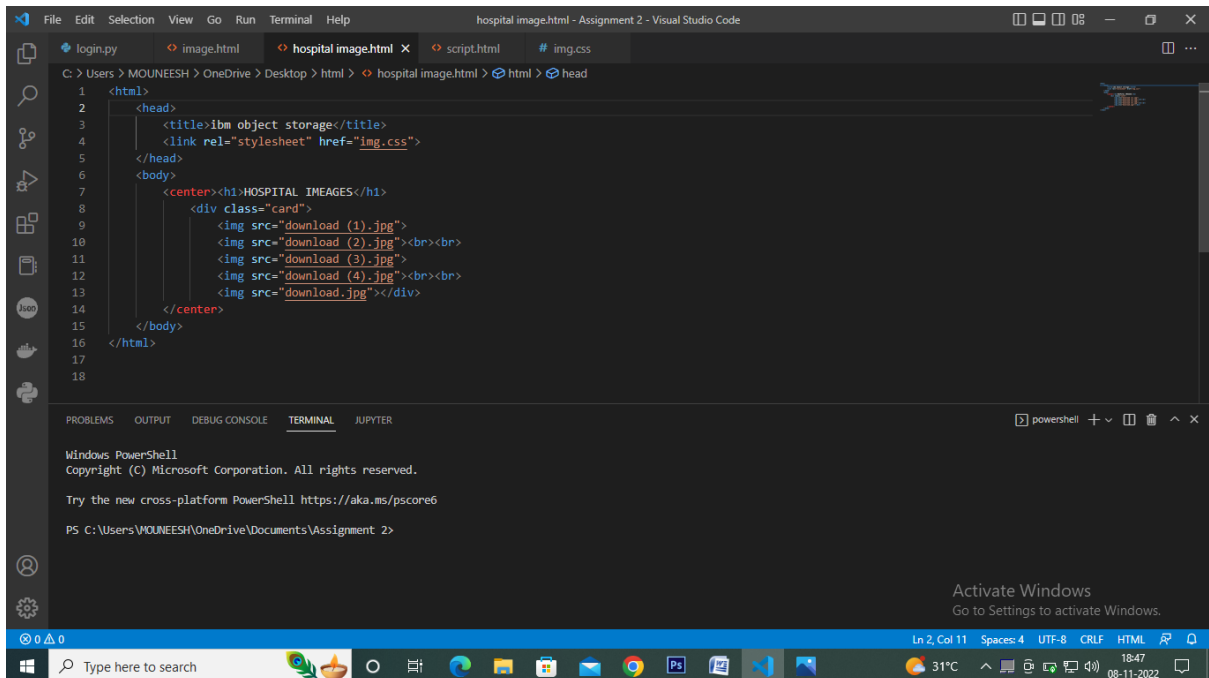 File Edit Selection View Go Run Terminal Help
hospital image.html - Assignment 2 - Visual Studio Code
login.py
image.html
hospital image.html
script.html
# img.css
C: > Users > MOUNEESH > OneDrive > Desktop > html > <> hospital image.html > html > head
1 <html>
2 <head>
3 <title>ibm object storage</title>
4 <link rel="stylesheet" href="img.css">
5 </head>
6 <body>
7 <center><h1>HOSPITAL IMEAGES</h1>
8 <div class="card">
9 <img src="download (1).jpg">
10 <img src="download (2).jpg"><br><br>
11 <img src="download (3).jpg">
12 <img src="download (4).jpg"><br><br>
13 <img src="download.jpg"></div>
14 </center>
15 </body>
16 </html>
17
18
Json
PROBLEMS OUTPUT DEBUG CONSOLE TERMINAL JUPYTER
powershell
Windows PowerShell
Copyright (C) Microsoft Corporation. All rights reserved.
Try the new cross-platform PowerShell https://aka.ms/pscore6
PS C:\Users\MOUNEESH\OneDrive\Documents\Assignment 2>
Activate Windows
Go to Settings to activate Windows.
0 0
Ln 2, Col 11 Spaces: 4 UTF-8 CRLF HTML
Type here to search
Ps
31°C
18:47
08-11-2022